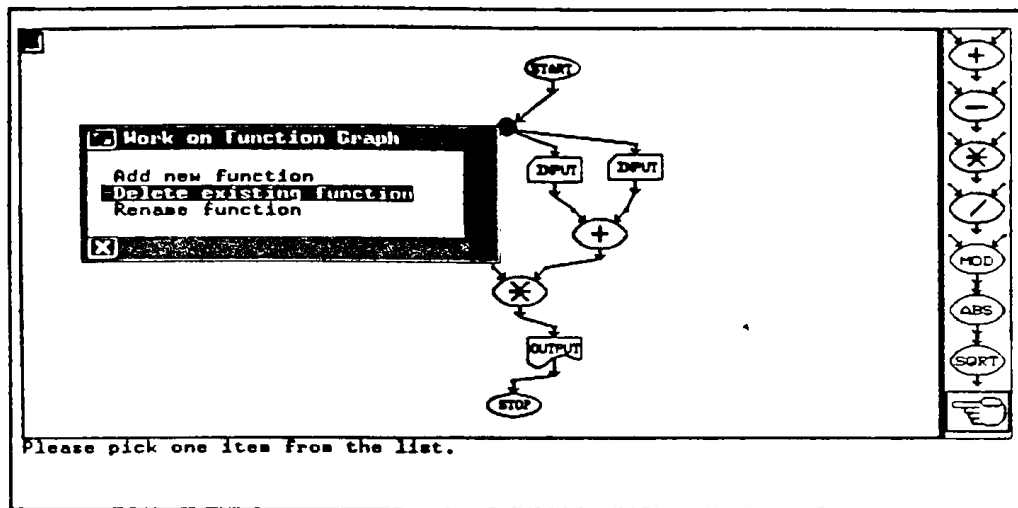 START
Work on Function Graph
Add new function
Delete existing function
Rename function
X
INPUT
INPUT
+
*
OUTPUT
STOP
+
−
*
/
MOD
ABS
SQRT
Please pick one item from the list.